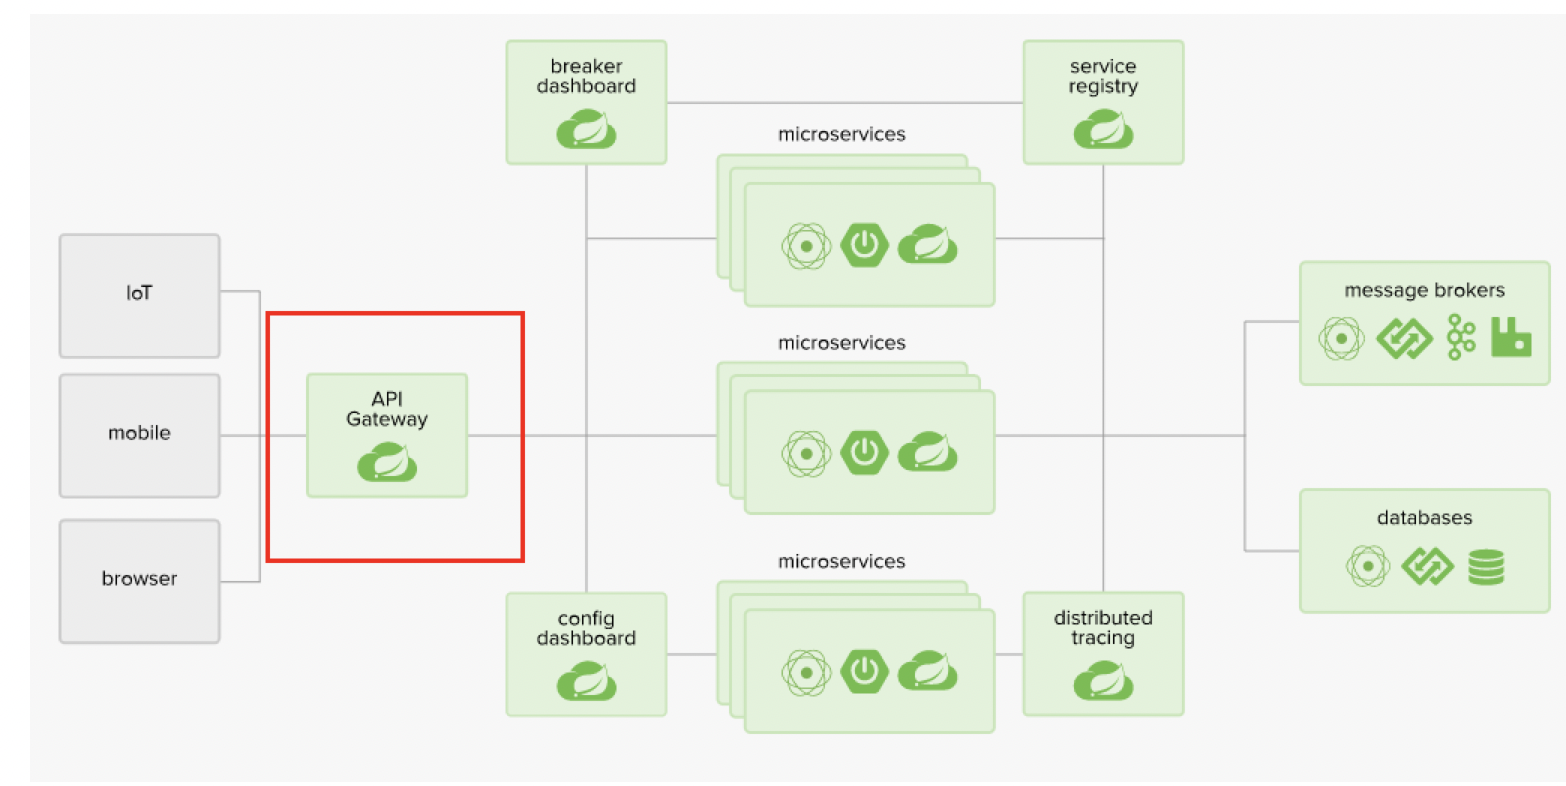 breaker
dashboard
service
registry
microservices
IoT
message brokers
microservices
API
Gateway
mobile
databases
microservices
browser
config
dashboard
distributed
tracing